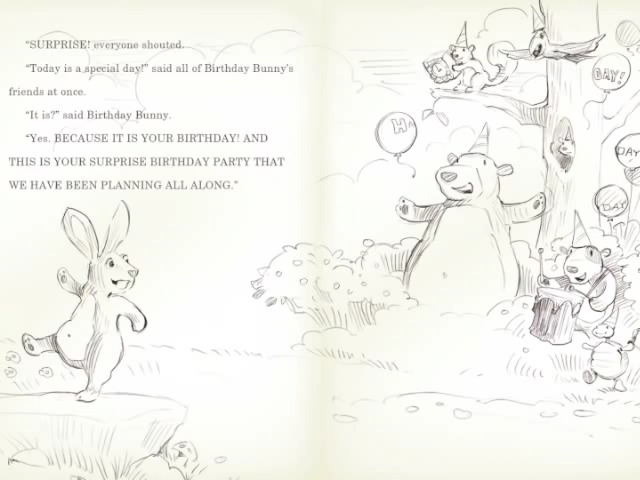 “SURPRISE! everyone shouted.
“Today is a special day!” said all of Birthday Bunny’s
friends at once.
“It is?” said Birthday Bunny.
“Yes. BECAUSE IT IS YOUR BIRTHDAY! AND
THIS IS YOUR SURPRISE BIRTHDAY PARTY THAT
WE HAVE BEEN PLANNING ALL ALONG.”
DAY!
DAY
DAY